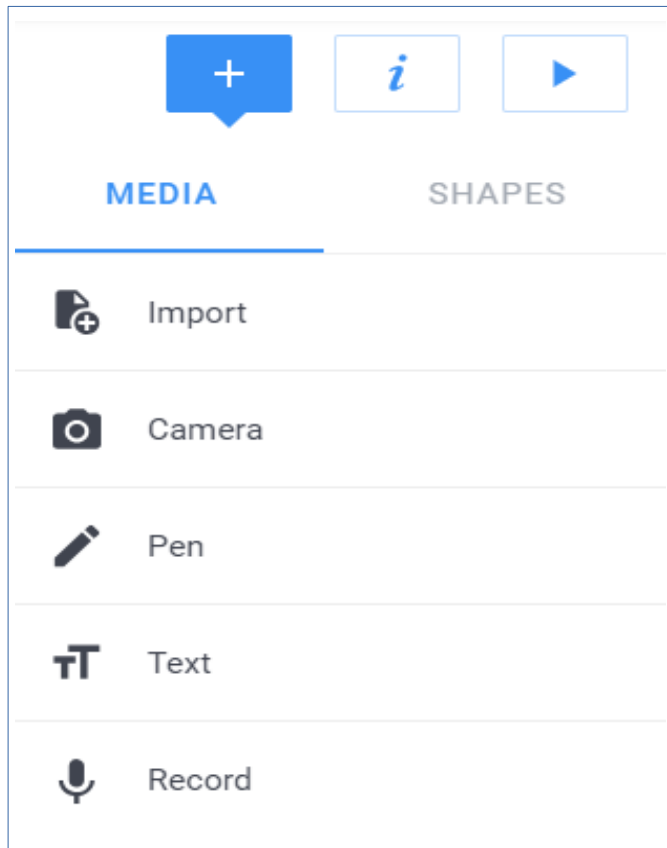 + i
MEDIA SHAPES
Import
Camera
Pen
Text
Record